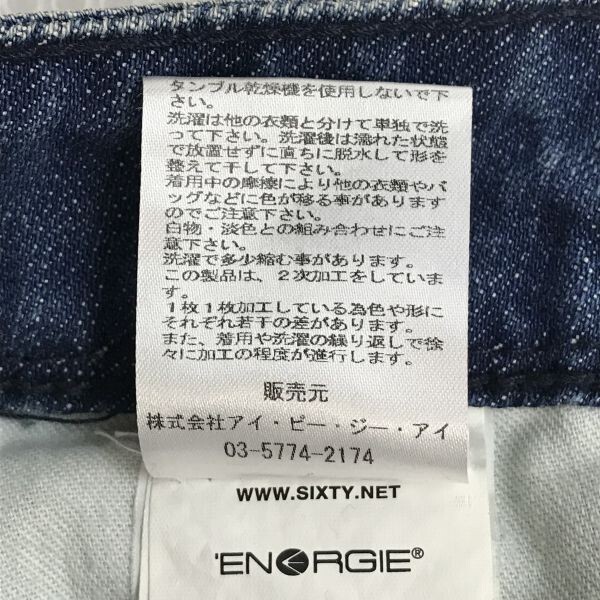 タンブル乾燥機を使用しないで下
さい。
洗濯は他の衣類と分けて単独で洗
って下さい。洗濯後は濡れた状態
で放置せずに直ちに脱水して形を
整えて干して下さい。
着用中の摩擦により他の衣類やバ
ッグなどに色が移る事があります
のでご注意下さい。
白物・淡色との組み合わせにご注
意下さい。
洗濯で多少縮む事があります。
この製品は、２次加工をしていま
す。
１枚１枚加工している為色や形に
それぞれ若干の差があります。
また、着用や洗濯の繰り返しで徐
々に加工の程度が進行します。
販売元
株式会社アイ・ピー・ジー・アイ
03-5774-2174
WWW.SIXTY.NET
'ENERGIE®